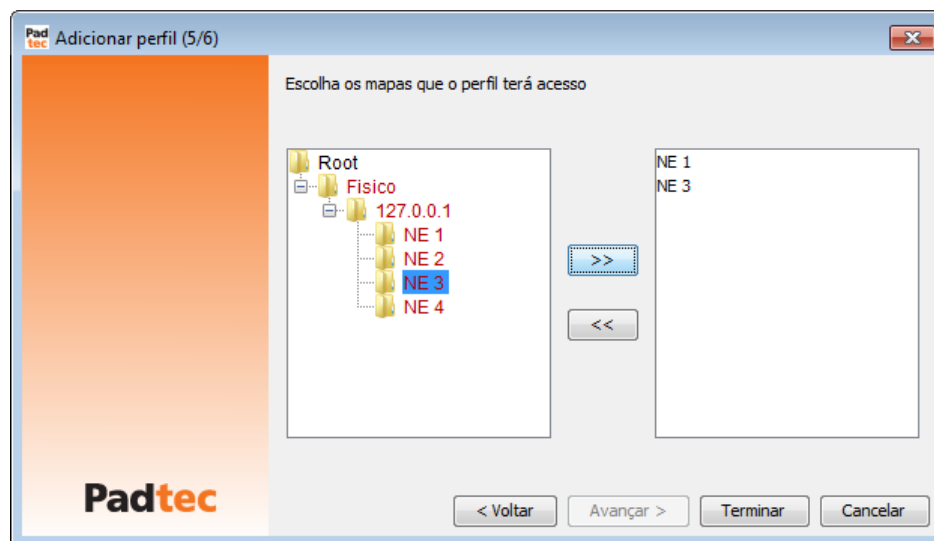 Pad
tec
Adicionar perfil (5/6)
Escolha os mapas que o perfil terá acesso
Root
Fisico
127.0.0.1
NE 1
NE 2
NE 3
NE 4
>>
<<
NE 1
NE 3
Padtec
< Voltar
Avançar >
Terminar
Cancelar